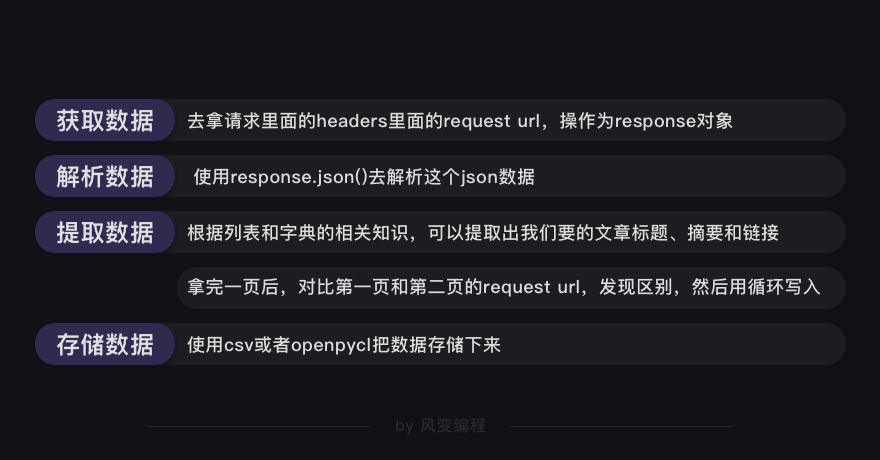 获取数据 去拿请求里面的headers里面的request url，操作为response对象
解析数据 使用response.json()去解析这个json数据
提取数据 根据列表和字典的相关知识，可以提取出我们要的文章标题、摘要和链接
拿完一页后，对比第一页和第二页的request url，发现区别，然后用循环写入
存储数据 使用csv或者openpycl把数据存储下来
by 风变编程